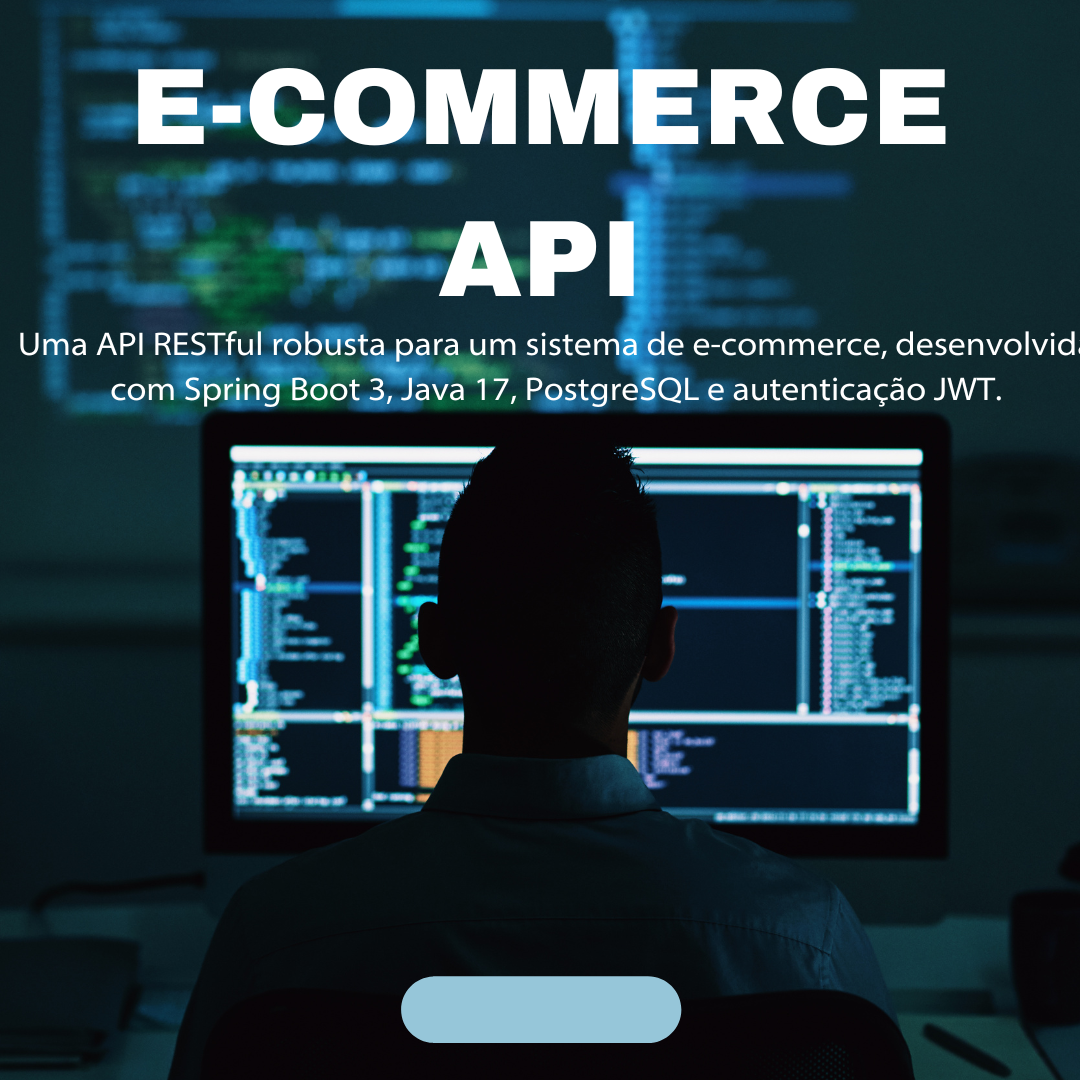 E-COMMERCE
API
Uma API RESTful robusta para um sistema de e-commerce, desenvolvida
com Spring Boot 3, Java 17, PostgreSQL e autenticação JWT.